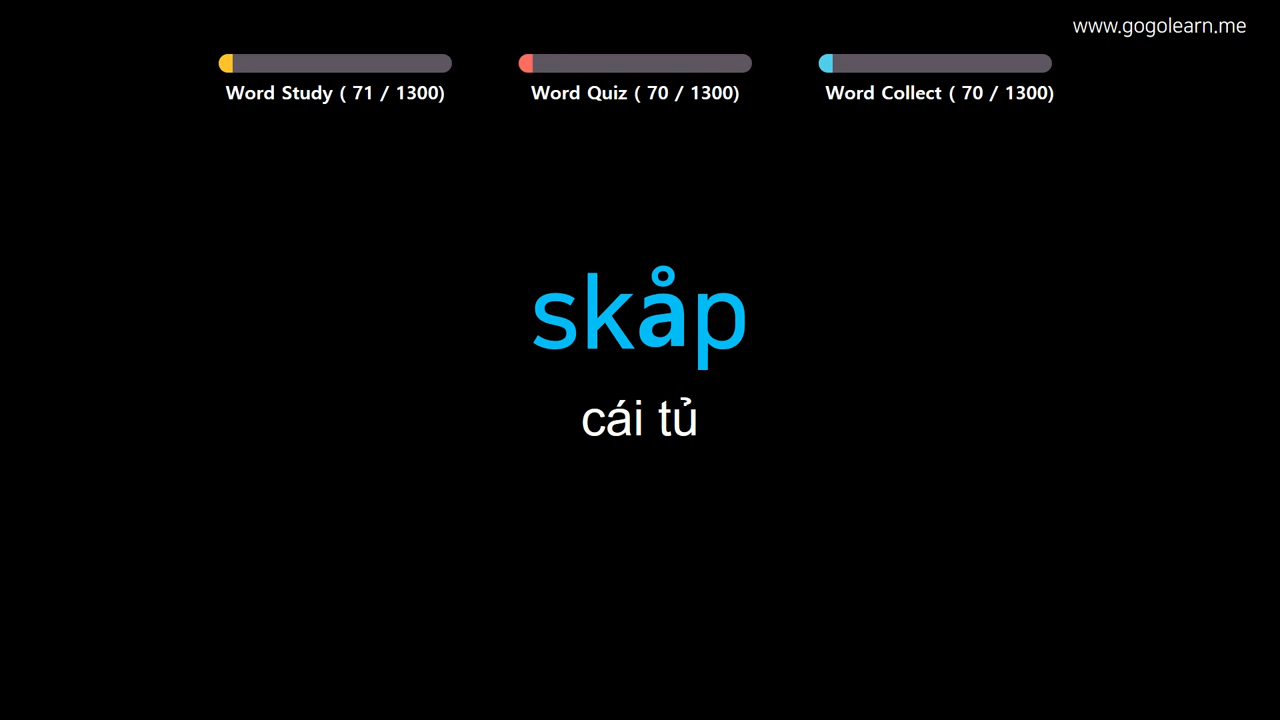 www.gogolearn.me
Word Study ( 71 / 1300)
Word Quiz ( 70 / 1300)
Word Collect ( 70 / 1300)
skåp
cái tủ